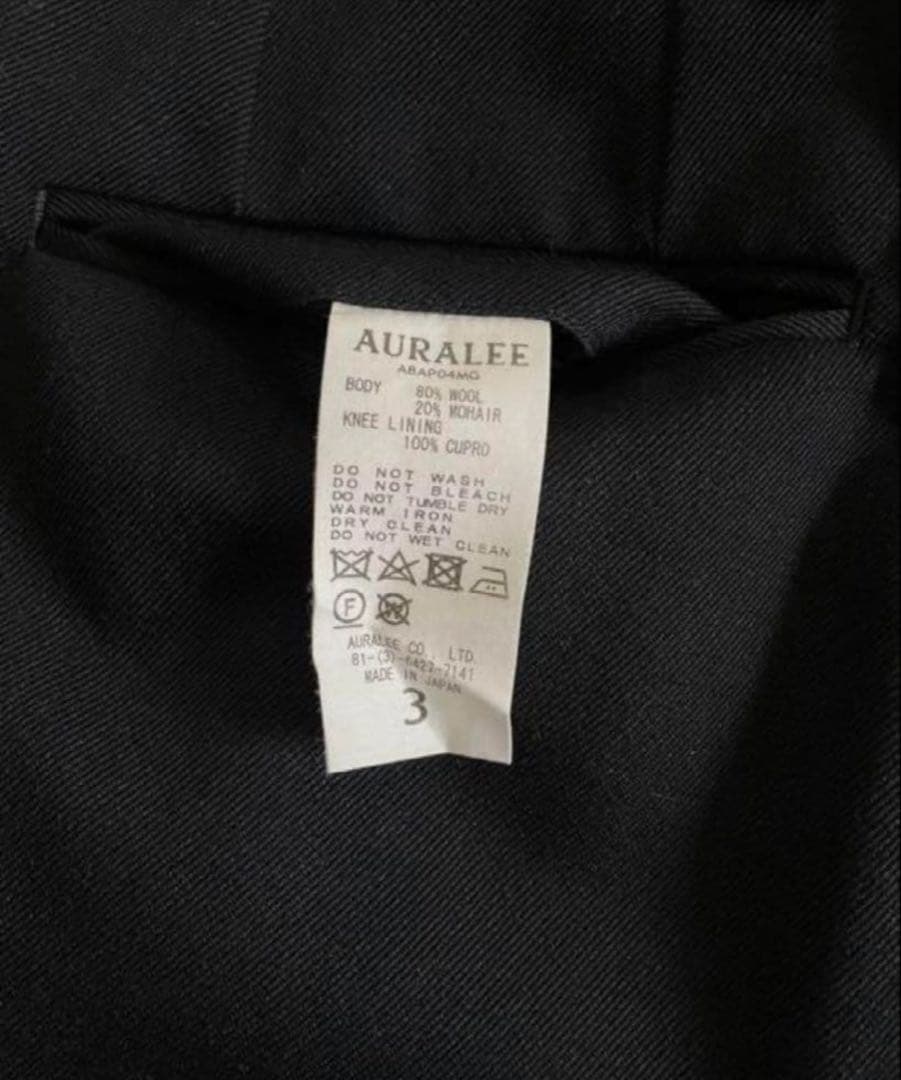 AURALEE
A8AP04MG
BODY 80% WOOL
20% MOHAIR
KNEE LINING
100% CUPRO
DO NOT WASH
DO NOT BLEACH
DO NOT TUMBLE DRY
WARM IRON
DRY CLEAN
DO NOT WET CLEAN
F
W
AURALEE CO., LTD.
81-(3)-6427-7141
MADE IN JAPAN
3